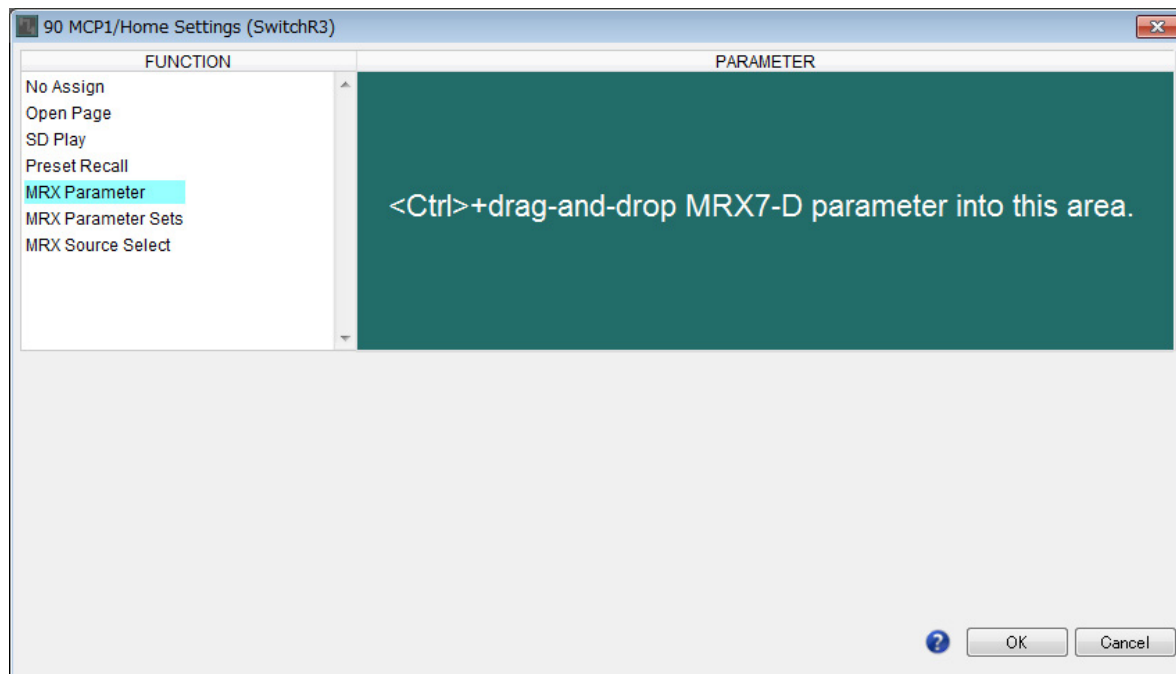 90 MCP1/Home Settings (SwitchR3)
FUNCTION
PARAMETER
No Assign
Open Page
SD Play
Preset Recall
MRX Parameter
MRX Parameter Sets
MRX Source Select
<Ctrl>+drag-and-drop MRX7-D parameter into this area.
?
OK
Cancel